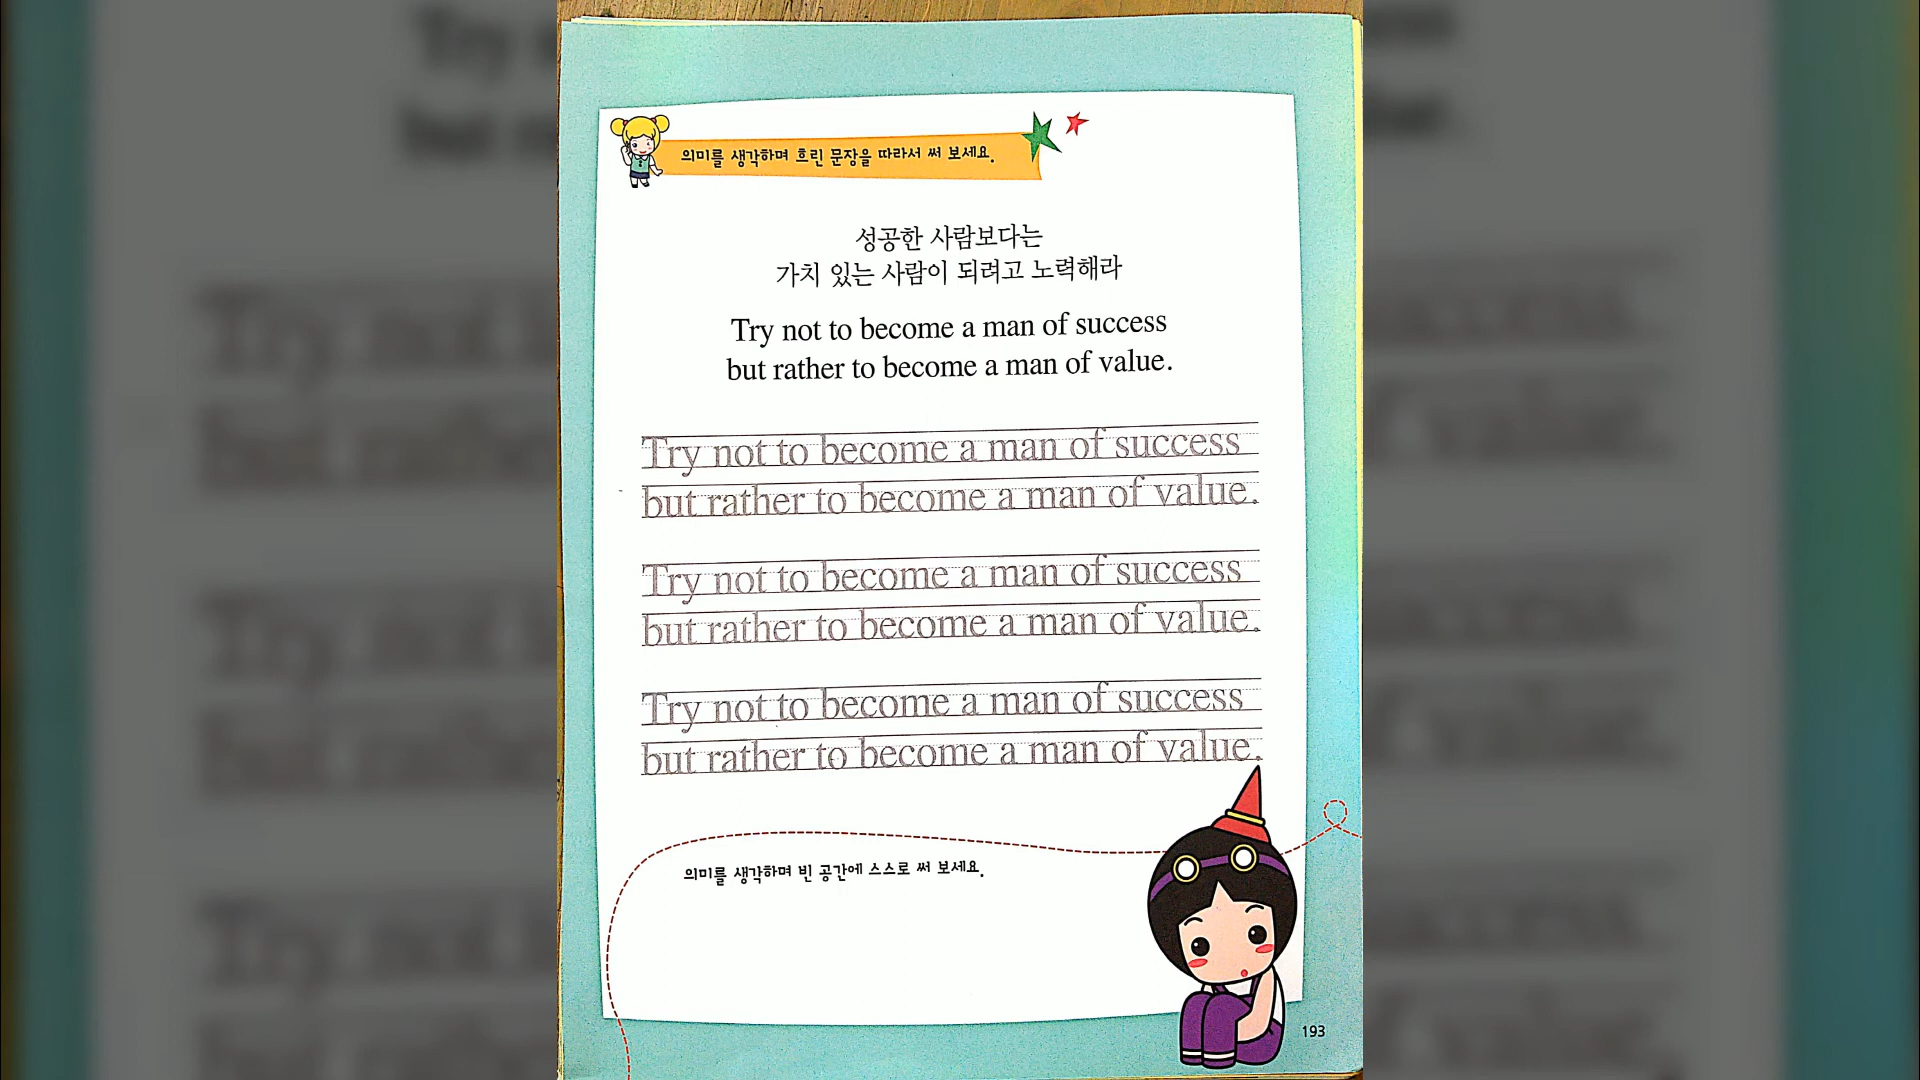 의미를 생각하며 흐린 문장을 따라서 써 보세요.
성공한 사람보다는
가치 있는 사람이 되려고 노력해라
Try not to become a man of success
but rather to become a man of value.
Try not to become a man of success
but rather to become a man of value.
Try not to become a man of success
but rather to become a man of value.
Try not to become a man of success
but rather to become a man of value.
의미를 생각하며 빈 공간에 스스로 써 보세요.
193